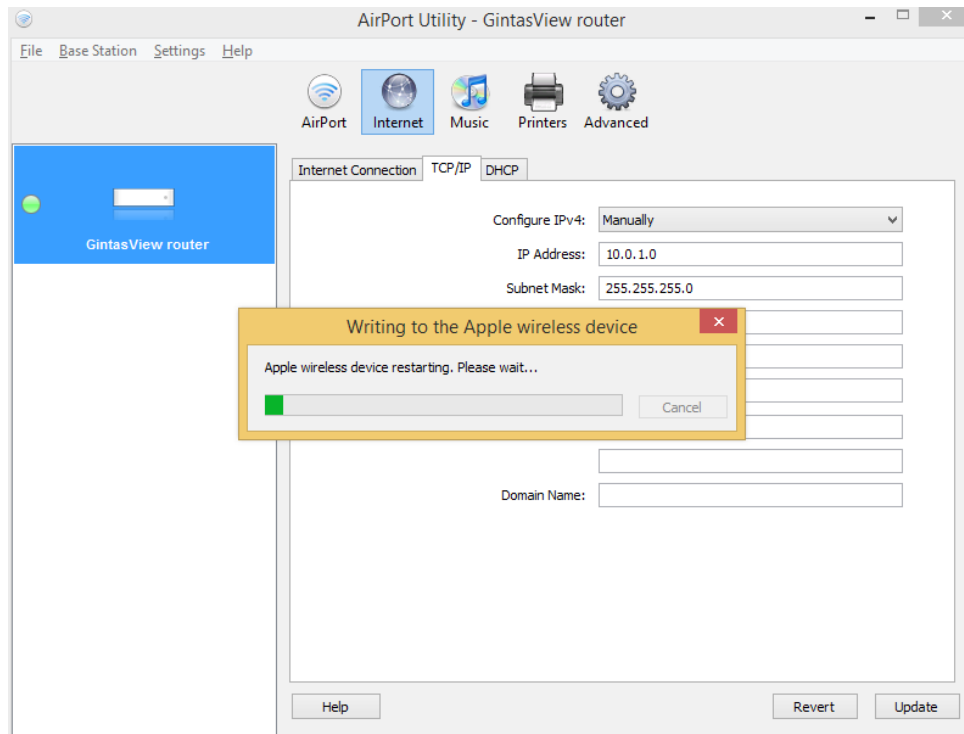 AirPort Utility - GintasView router
File Base Station Settings Help
AirPort Internet Music Printers Advanced
Internet Connection TCP/IP DHCP
GintasView router
Configure IPv4: Manually
IP Address: 10.0.1.0
Subnet Mask: 255.255.255.0
Writing to the Apple wireless device
Apple wireless device restarting. Please wait...
Cancel
Domain Name:
Help Revert Update